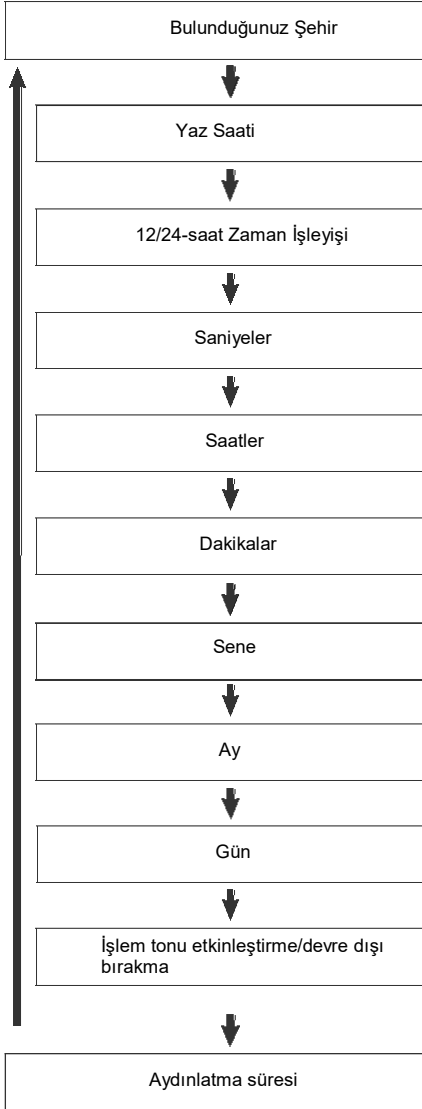 Bulunduğunuz Şehir
Yaz Saati
12/24-saat Zaman İşleyişi
Saniyeler
Saatler
Dakikalar
Sene
Ay
Gün
İşlem tonu etkinleştirme/devre dışı
bırakma
Aydınlatma süresi